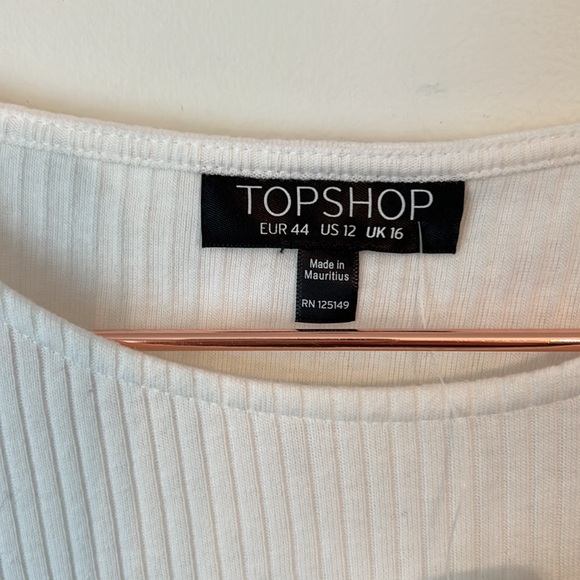 TOPSHOP
EUR 44 US 12 UK 16
Made in
Mauritius
RN 125149